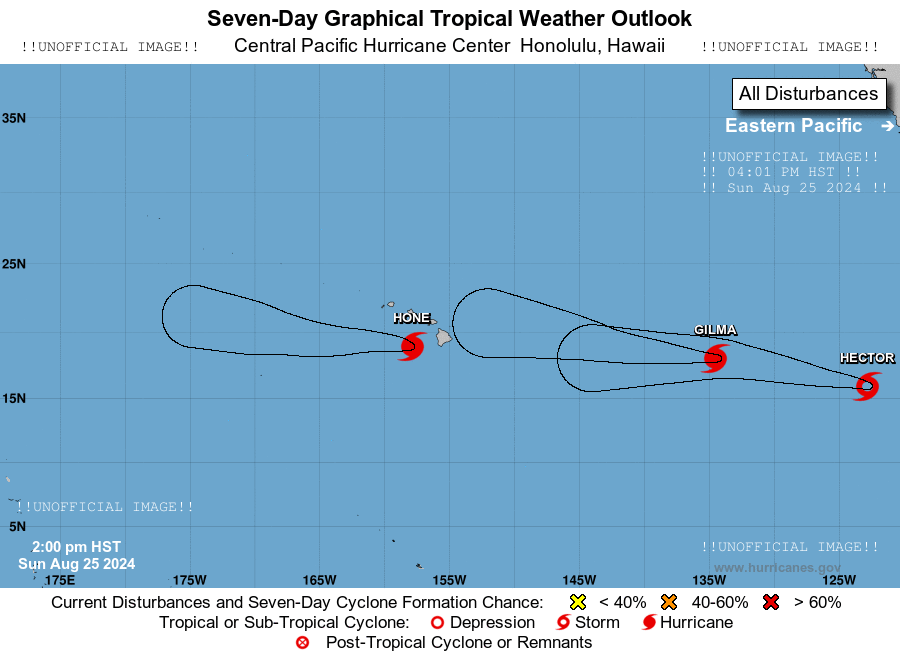 Seven-Day Graphical Tropical Weather Outlook
!!UNOFFICIAL IMAGE!! Central Pacific Hurricane Center Honolulu, Hawaii !!UNOFFICIAL IMAGE!!
All Disturbances
35N
Eastern Pacific →
!!UNOFFICIAL IMAGE!!
!! 04:01 PM HST !!
!! Sun Aug 25 2024 !!
25N
HONE
GILMA
HECTOR
15N
!!UNOFFICIAL IMAGE!!
5N
2:00 pm HST
Sun Aug 25 2024
!!UNOFFICIAL IMAGE!!
www.hurricanes.gov
175E 175W 165W 155W 145W 135W 125W
Current Disturbances and Seven-Day Cyclone Formation Chance: < 40% 40-60% > 60%
Tropical or Sub-Tropical Cyclone: Depression Storm Hurricane
Post-Tropical Cyclone or Remnants